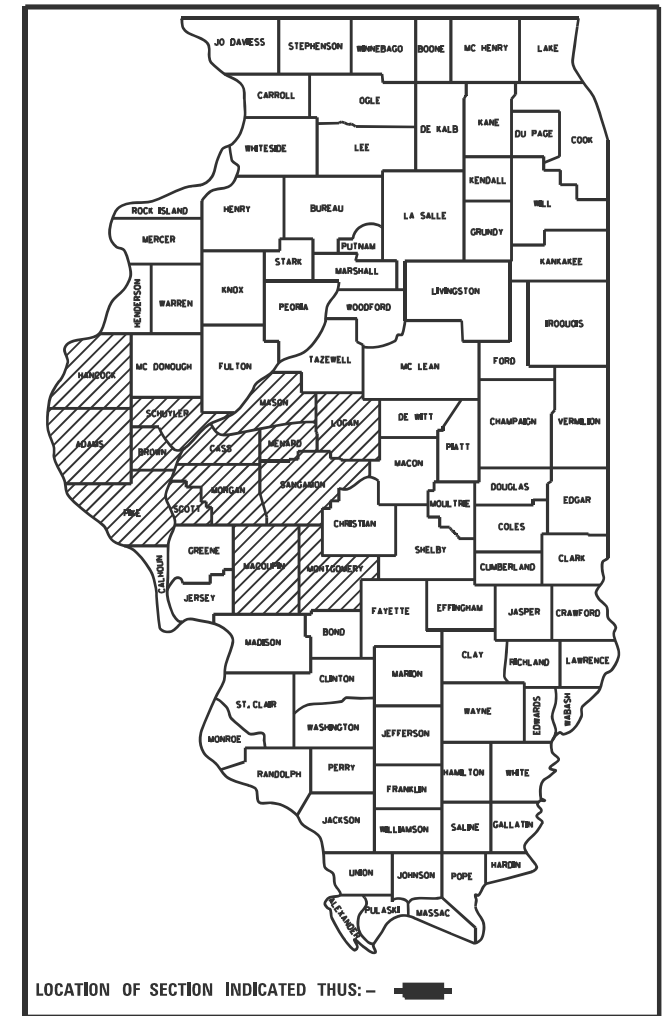 JO DAVIESS STEPHENSON WINNEBAGO BOONE MC HENRY LAKE
CARROLL OGLE DE KALB KANE DU PAGE COOK
WHITESIDE LEE KENDALL
ROCK ISLAND HENRY BUREAU LA SALLE GRUNDY WILL
MERCER PUTNAM
STARK MARSHALL KANKAKEE
HENDERSON WARREN KNOX PEORIA WOODFORD LIVINGSTON IROQUOIS
HANCOCK MC DONOUGH FULTON TAZEWELL MC LEAN FORD
SCHUYLER MASON LOGAN DE WITT CHAMPAIGN VERMILION
ADAMS BROWN CASS MENARD PIATT
MACON
PIKE SCOTT MORGAN SANGAMON MOULTRIE DOUGLAS EDGAR
CHRISTIAN COLES
CALHOUN GREENE MACOUPIN MONTGOMERY SHELBY CUMBERLAND CLARK
JERSEY FAYETTE EFFINGHAM JASPER CRAWFORD
MADISON BOND
CLINTON MARION CLAY RICHLAND LAWRENCE
ST. CLAIR WASHINGTON WAYNE EDWARDS WABASH
MONROE JEFFERSON
RANDOLPH PERRY HAMILTON WHITE
FRANKLIN
JACKSON WILLIAMSON SALINE GALLATIN
UNION JOHNSON POPE HARDIN
ALEXANDER PULASKI MASSAC
LOCATION OF SECTION INDICATED THUS: –